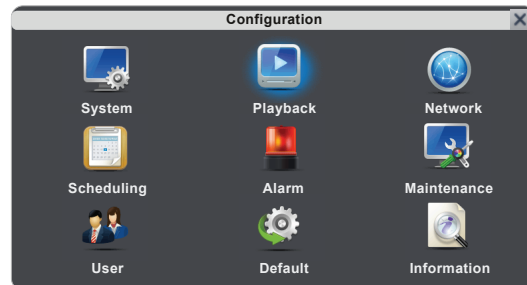 Configuration
System
Playback
Network
Scheduling
Alarm
Maintenance
User
Default
Information